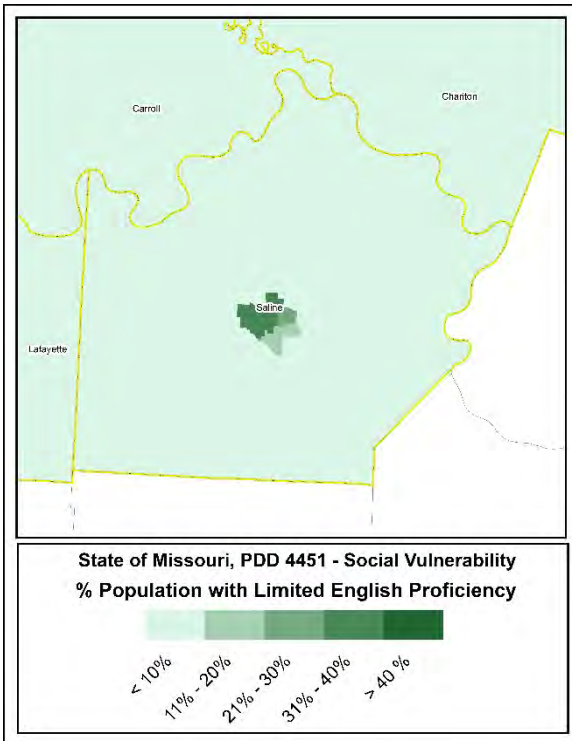 Carroll
Chariton
Saline
Lafayette
State of Missouri, PDD 4451 - Social Vulnerability
% Population with Limited English Proficiency
< 10%
11% - 20%
21% - 30%
31% - 40%
> 40 %